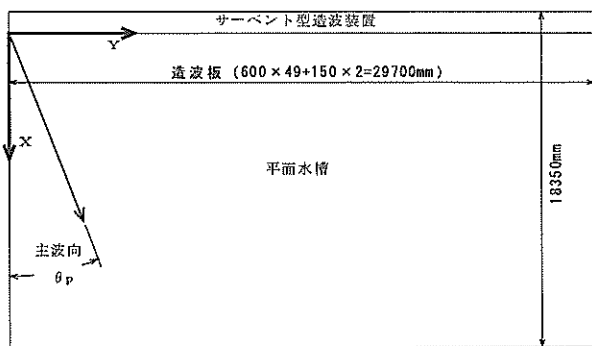 サーペント型造波装置
Y
造波板 (600×49+150×2=29700mm)
X
平面水槽
18350mm
主波向
θp